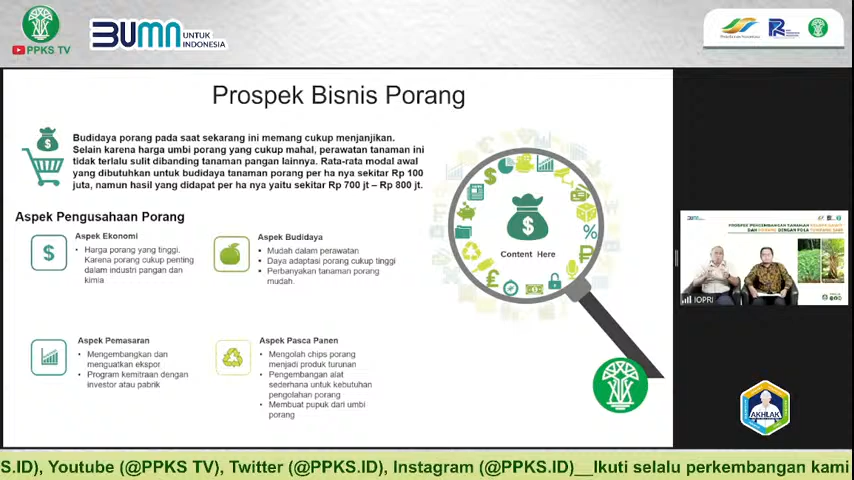 PPKS TV
BUMN UNTUK INDONESIA
Prospek Bisnis Porang
Budidaya porang pada saat sekarang ini memang cukup menjanjikan.
Selain karena harga umbi porang yang cukup mahal, perawatan tanaman ini
tidak terlalu sulit dibanding tanaman pangan lainnya. Rata-rata modal awal
yang dibutuhkan untuk budidaya tanaman porang per ha nya sekitar Rp 100
juta, namun hasil yang didapat per ha nya yaitu sekitar Rp 700 jt – Rp 800 jt.
Aspek Pengusahaan Porang
Aspek Ekonomi
• Harga porang yang tinggi.
Karena porang cukup penting
dalam industri pangan dan
kimia
Aspek Budidaya
• Mudah dalam perawatan
• Daya adaptasi porang cukup tinggi
• Perbanyakan tanaman porang
mudah.
Aspek Pemasaran
• Mengembangkan dan
menguatkan ekspor
• Program kemitraan dengan
investor atau pabrik
Aspek Pasca Panen
• Mengolah chips porang
menjadi produk turunan
• Pengembangan alat
sederhana untuk kebutuhan
pengolahan porang
• Membuat pupuk dari umbi
porang
Content Here
IOPRI
AKHLAK
S.ID), Youtube (@PPKS TV), Twitter (@PPKS.ID), Instagram (@PPKS.ID)__Ikuti selalu perkembangan kami